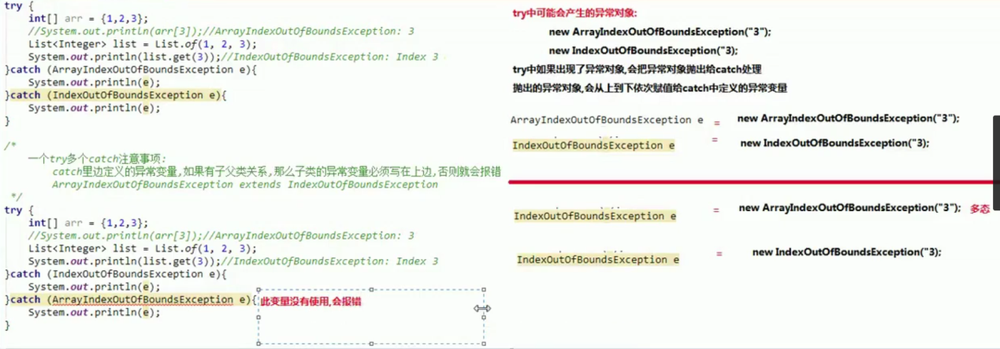 try {
int[] arr = {1,2,3};
//System.out.println(arr[3]);//ArrayIndexOutOfBoundsException: 3
List<Integer> list = List.of(1, 2, 3);
System.out.println(list.get(3));//IndexOutOfBoundsException: Index 3
}catch (ArrayIndexOutOfBoundsException e){
System.out.println(e);
}catch (IndexOutOfBoundsException e){
System.out.println(e);
}
/*
一个try多个catch注意事项:
catch里边定义的异常变量,如果有子父类关系,那么子类的异常变量必须写在上边,否则就会报错
ArrayIndexOutOfBoundsException extends IndexOutOfBoundsException
*/
try {
int[] arr = {1,2,3};
//System.out.println(arr[3]);//ArrayIndexOutOfBoundsException: 3
List<Integer> list = List.of(1, 2, 3);
System.out.println(list.get(3));//IndexOutOfBoundsException: Index 3
}catch (IndexOutOfBoundsException e){
System.out.println(e);
}catch (ArrayIndexOutOfBoundsException e){ 此变量没有使用,会报错
System.out.println(e);
}
try中可能会产生的异常对象:
new ArrayIndexOutOfBoundsException("3");
new IndexOutOfBoundsException("3);
try中如果出现了异常对象,会把异常对象抛出给catch处理
抛出的异常对象,会从上到下依次赋值给catch中定义的异常变量
ArrayIndexOutOfBoundsException e = new ArrayIndexOutOfBoundsException("3");
IndexOutOfBoundsException e = new IndexOutOfBoundsException("3);
IndexOutOfBoundsException e = new ArrayIndexOutOfBoundsException("3"); 多态
IndexOutOfBoundsException e = new IndexOutOfBoundsException("3);